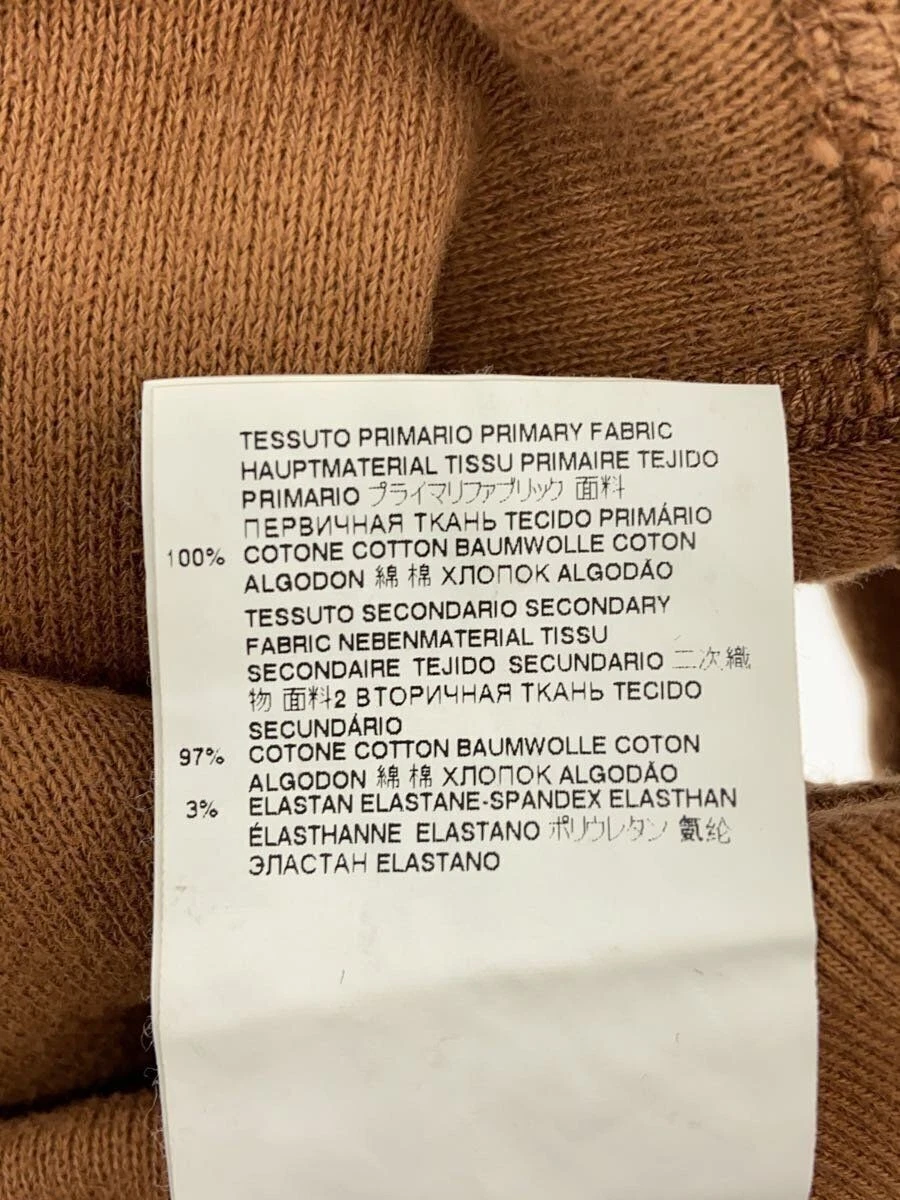 TESSUTO PRIMARIO PRIMARY FABRIC
HAUPTMATERIAL TISSU PRIMAIRE TEJIDO
PRIMARIO プライマリファブリック 面料
ПЕРВИЧНАЯ ТКАНЬ TECIDO PRIMÁRIO
100% COTONE COTTON BAUMWOLLE COTON
ALGODON 綿 棉 ХЛОПОК ALGODÃO
TESSUTO SECONDARIO SECONDARY
FABRIC NEBENMATERIAL TISSU
SECONDAIRE TEJIDO SECUNDARIO 二次織
物 面料2 ВТОРИЧНАЯ ТКАНЬ TECIDO
SECUNDÁRIO
97% COTONE COTTON BAUMWOLLE COTON
ALGODON 綿 棉 ХЛОПОК ALGODÃO
3% ELASTAN ELASTANE-SPANDEX ELASTHAN
ÉLASTHANNE ELASTANO ポリウレタン 氨纶
ЭЛАСТАН ELASTANO